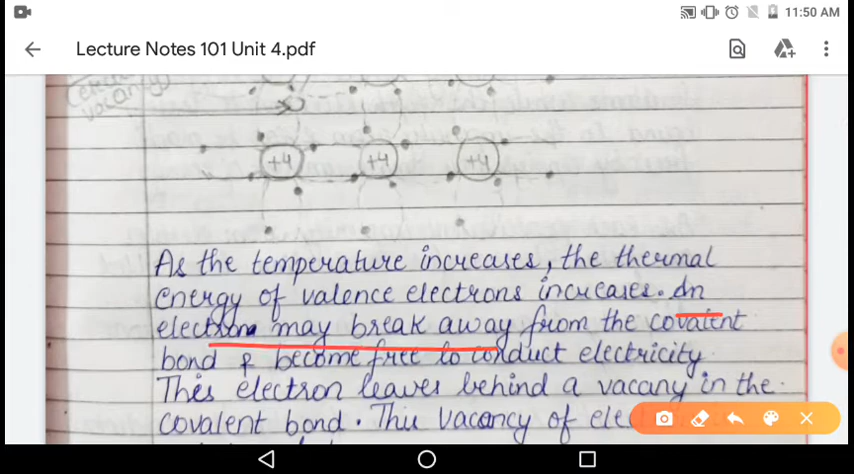 11:50 AM
Lecture Notes 101 Unit 4.pdf
vacancy)
+4 +4 +4
As the temperature increases, the thermal
energy of valence electrons increases. An
electron may break away from the covalent
bond & become free to conduct electricity.
This electron leaves behind a vacany in the
covalent bond. This vacancy of